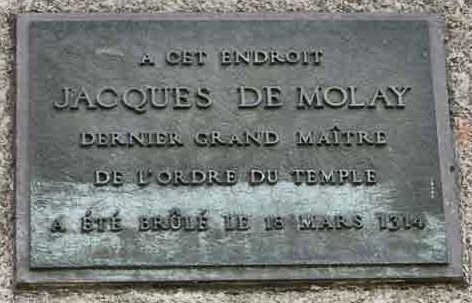 A CET ENDROIT
JACQUES DE MOLAY
DERNIER GRAND MAÎTRE
DE L'ORDRE DU TEMPLE
A ÉTÉ BRÛLÉ LE 18 MARS 1314